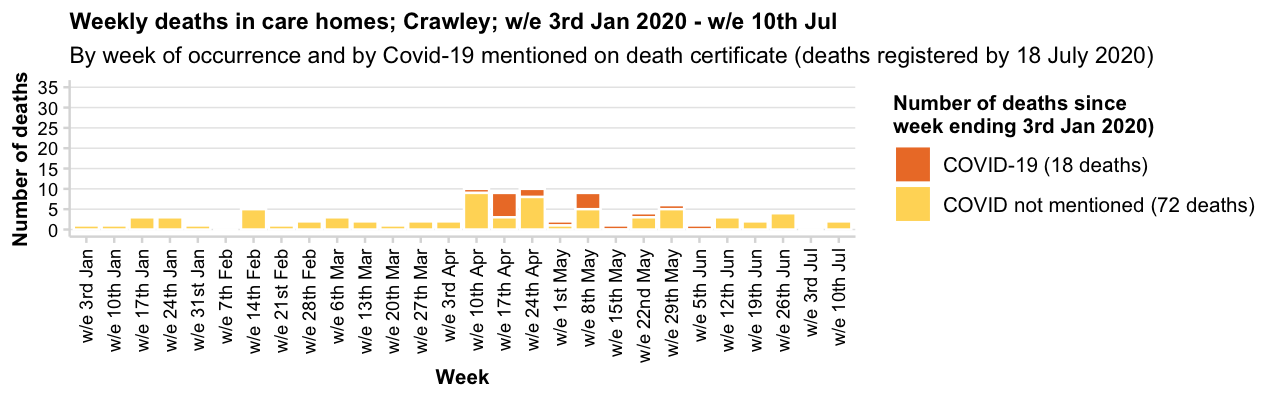 Weekly deaths in care homes; Crawley; w/e 3rd Jan 2020 - w/e 10th Jul
By week of occurrence and by Covid-19 mentioned on death certificate (deaths registered by 18 July 2020)
Number of deaths
35
30
25
20
15
10
5
0
w/e 3rd Jan
w/e 10th Jan
w/e 17th Jan
w/e 24th Jan
w/e 31st Jan
w/e 7th Feb
w/e 14th Feb
w/e 21st Feb
w/e 28th Feb
w/e 6th Mar
w/e 13th Mar
w/e 20th Mar
w/e 27th Mar
w/e 3rd Apr
w/e 10th Apr
w/e 17th Apr
w/e 24th Apr
w/e 1st May
w/e 8th May
w/e 15th May
w/e 22nd May
w/e 29th May
w/e 5th Jun
w/e 12th Jun
w/e 19th Jun
w/e 26th Jun
w/e 3rd Jul
w/e 10th Jul
Week
Number of deaths since
week ending 3rd Jan 2020)
COVID-19 (18 deaths)
COVID not mentioned (72 deaths)